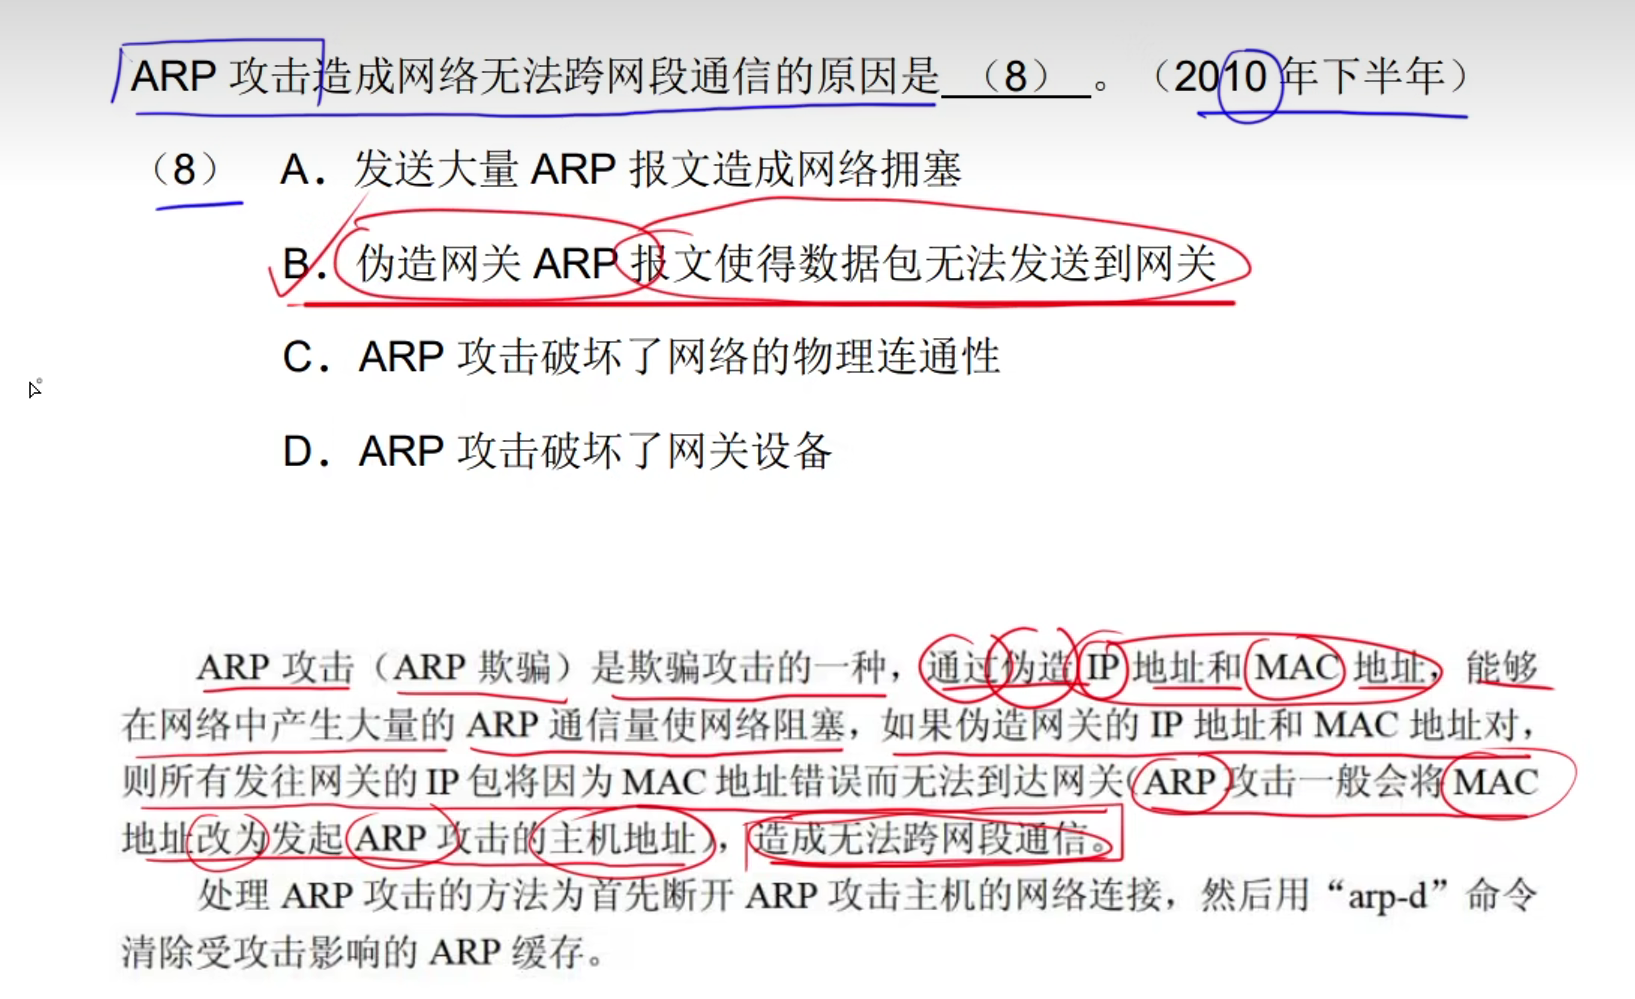 ARP 攻击造成网络无法跨网段通信的原因是 （8） 。（2010 年下半年）
（8） A．发送大量 ARP 报文造成网络拥塞
B．伪造网关 ARP 报文使得数据包无法发送到网关
C．ARP 攻击破坏了网络的物理连通性
D．ARP 攻击破坏了网关设备
ARP 攻击（ARP 欺骗）是欺骗攻击的一种，通过伪造 IP 地址和 MAC 地址，能够
在网络中产生大量的 ARP 通信量使网络阻塞，如果伪造网关的 IP 地址和 MAC 地址对，
则所有发往网关的 IP 包将因为 MAC 地址错误而无法到达网关（ARP 攻击一般会将 MAC
地址改为发起 ARP 攻击的主机地址），造成无法跨网段通信。
处理 ARP 攻击的方法为首先断开 ARP 攻击主机的网络连接，然后用“arp-d”命令
清除受攻击影响的 ARP 缓存。